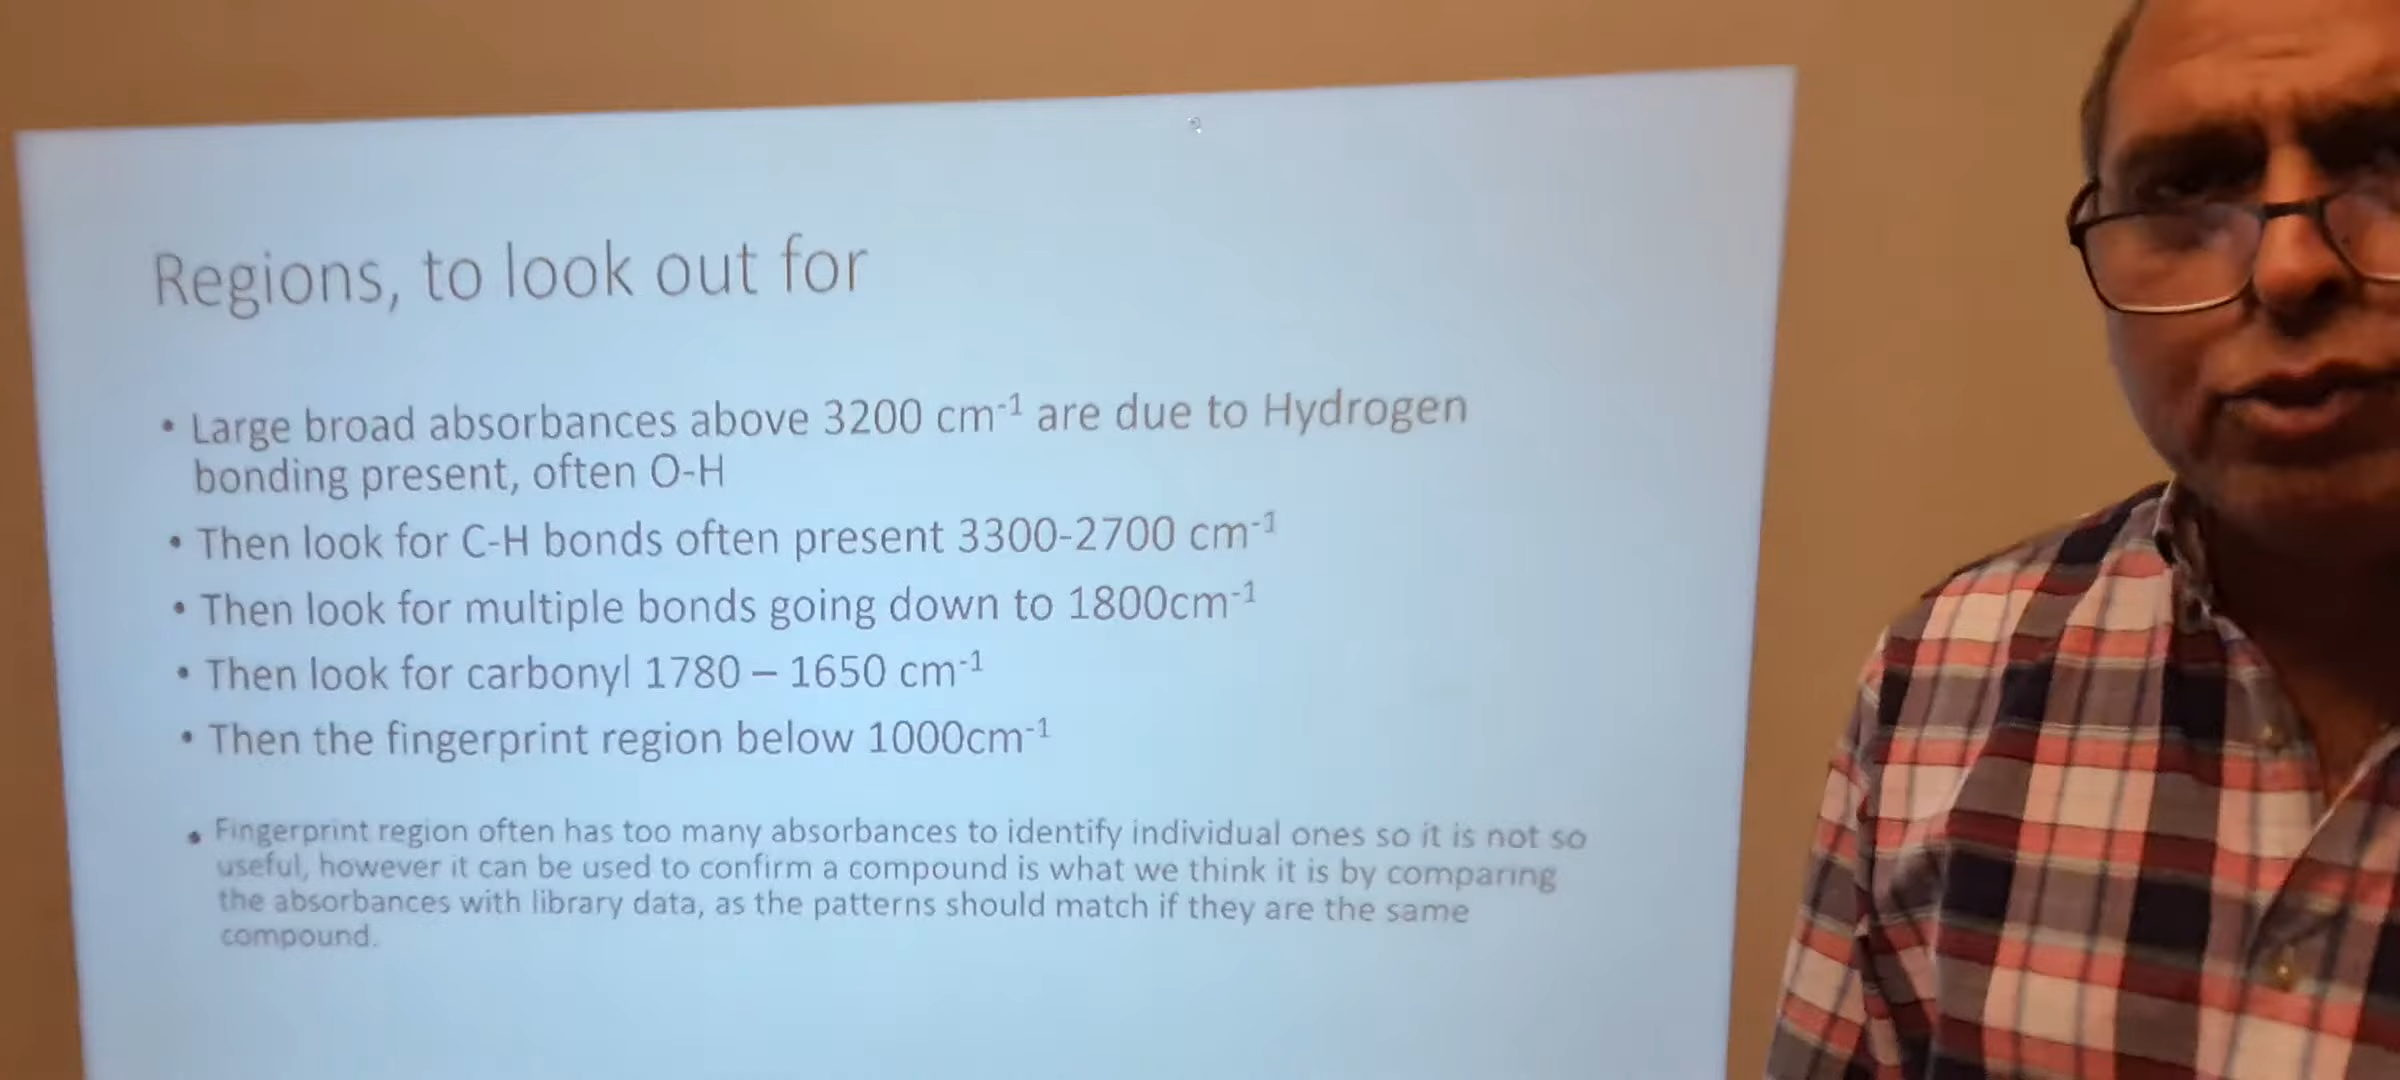 Regions, to look out for
• Large broad absorbances above 3200 cm⁻¹ are due to Hydrogen
bonding present, often O-H
• Then look for C-H bonds often present 3300-2700 cm⁻¹
• Then look for multiple bonds going down to 1800cm⁻¹
• Then look for carbonyl 1780 – 1650 cm⁻¹
• Then the fingerprint region below 1000cm⁻¹
• Fingerprint region often has too many absorbances to identify individual ones so it is not so
useful, however it can be used to confirm a compound is what we think it is by comparing
the absorbances with library data, as the patterns should match if they are the same
compound.